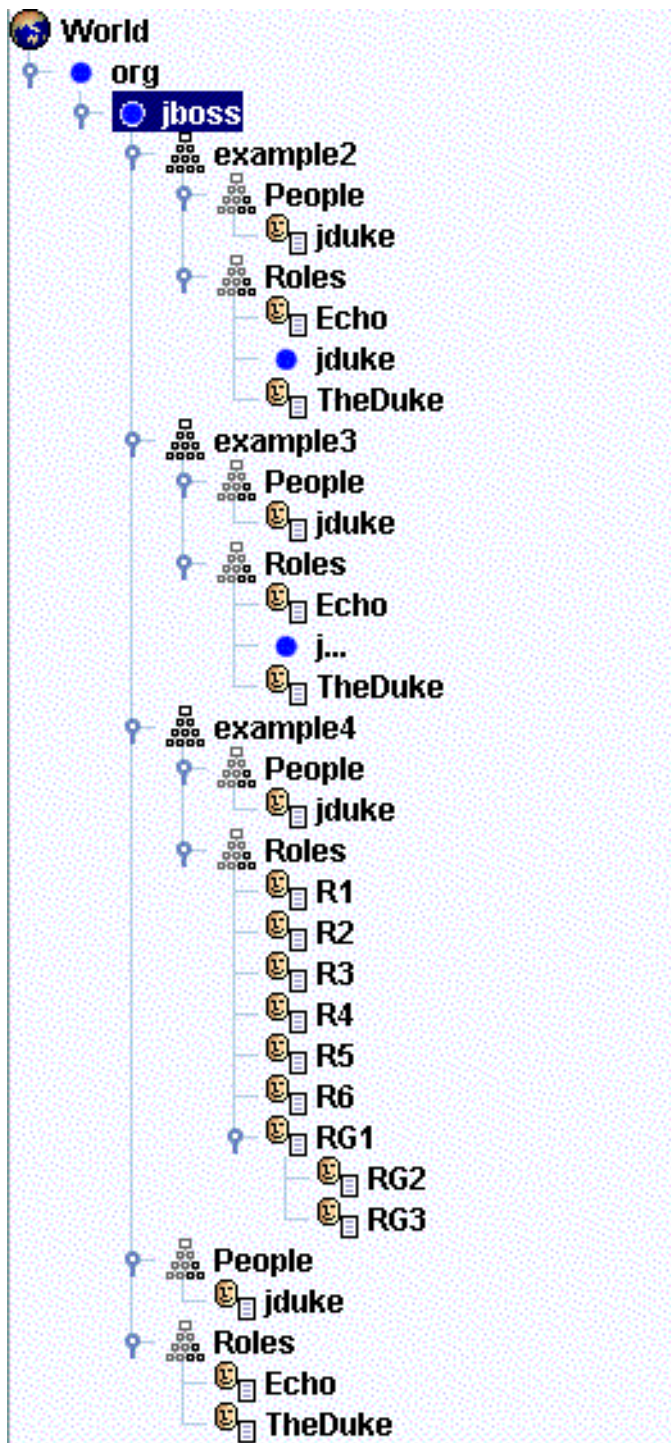 World
org
jboss
example2
People
jduke
Roles
Echo
jduke
TheDuke
example3
People
jduke
Roles
Echo
j...
TheDuke
example4
People
jduke
Roles
R1
R2
R3
R4
R5
R6
RG1
RG2
RG3
People
jduke
Roles
Echo
TheDuke